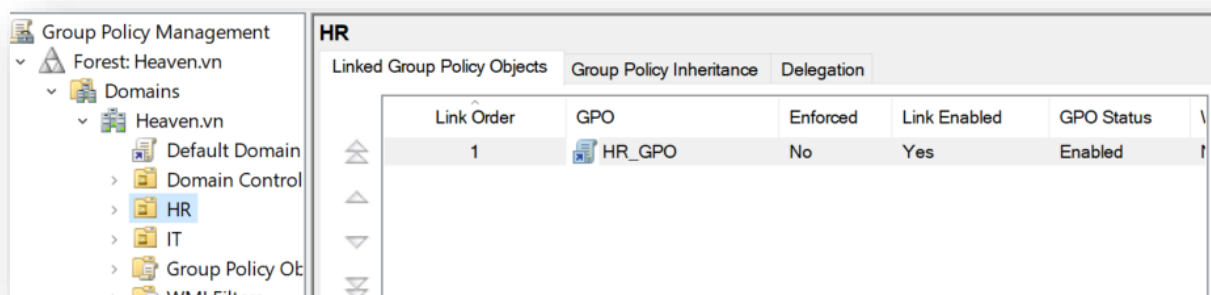 Group Policy Management
Forest: Heaven.vn
Domains
Heaven.vn
Default Domain
Domain Control
HR
IT
Group Policy Ob
HR
Linked Group Policy Objects Group Policy Inheritance Delegation
Link Order GPO Enforced Link Enabled GPO Status
1 HR_GPO No Yes Enabled